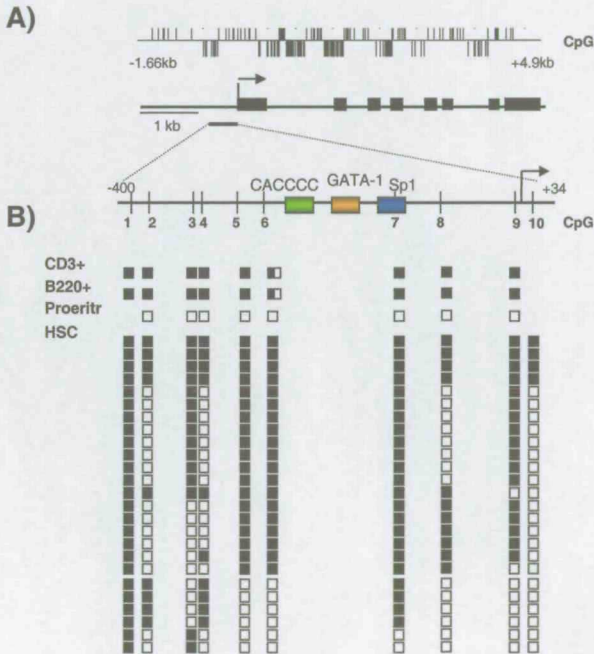 A)
CpG
-1.66kb +4.9kb
1 kb
-400 CACCCC GATA-1 Sp1 +34
B)
1 2 3 4 5 6 7 8 9 10 CpG
CD3+
B220+
Proeritr
HSC